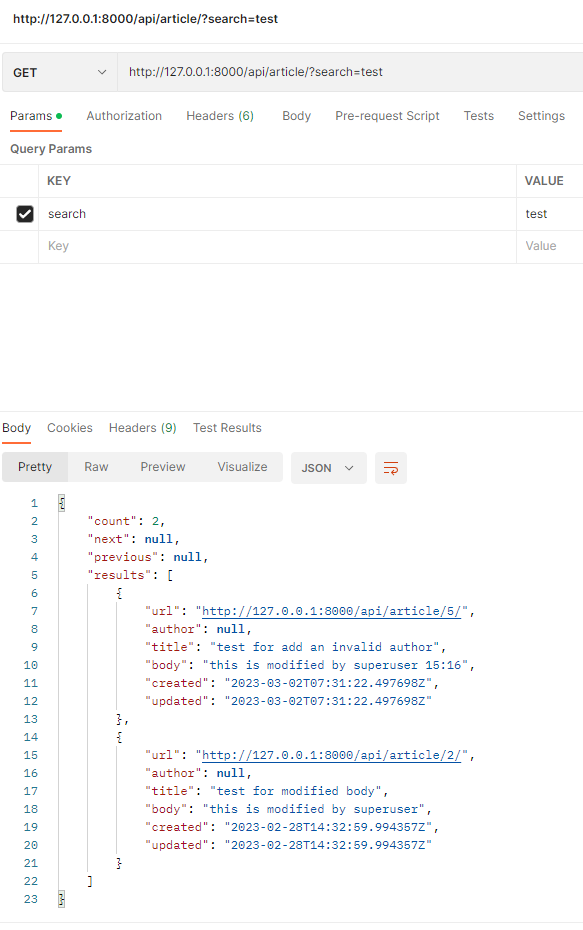 http://127.0.0.1:8000/api/article/?search=test
GET http://127.0.0.1:8000/api/article/?search=test
Params Authorization Headers (6) Body Pre-request Script Tests Settings
Query Params
KEY VALUE
search test
Key Value
Body Cookies Headers (9) Test Results
Pretty Raw Preview Visualize JSON
1 {
2 "count": 2,
3 "next": null,
4 "previous": null,
5 "results": [
6 {
7 "url": "http://127.0.0.1:8000/api/article/5/",
8 "author": null,
9 "title": "test for add an invalid author",
10 "body": "this is modified by superuser 15:16",
11 "created": "2023-03-02T07:31:22.497698Z",
12 "updated": "2023-03-02T07:31:22.497698Z"
13 },
14 {
15 "url": "http://127.0.0.1:8000/api/article/2/",
16 "author": null,
17 "title": "test for modified body",
18 "body": "this is modified by superuser",
19 "created": "2023-02-28T14:32:59.994357Z",
20 "updated": "2023-02-28T14:32:59.994357Z"
21 }
22 ]
23 }